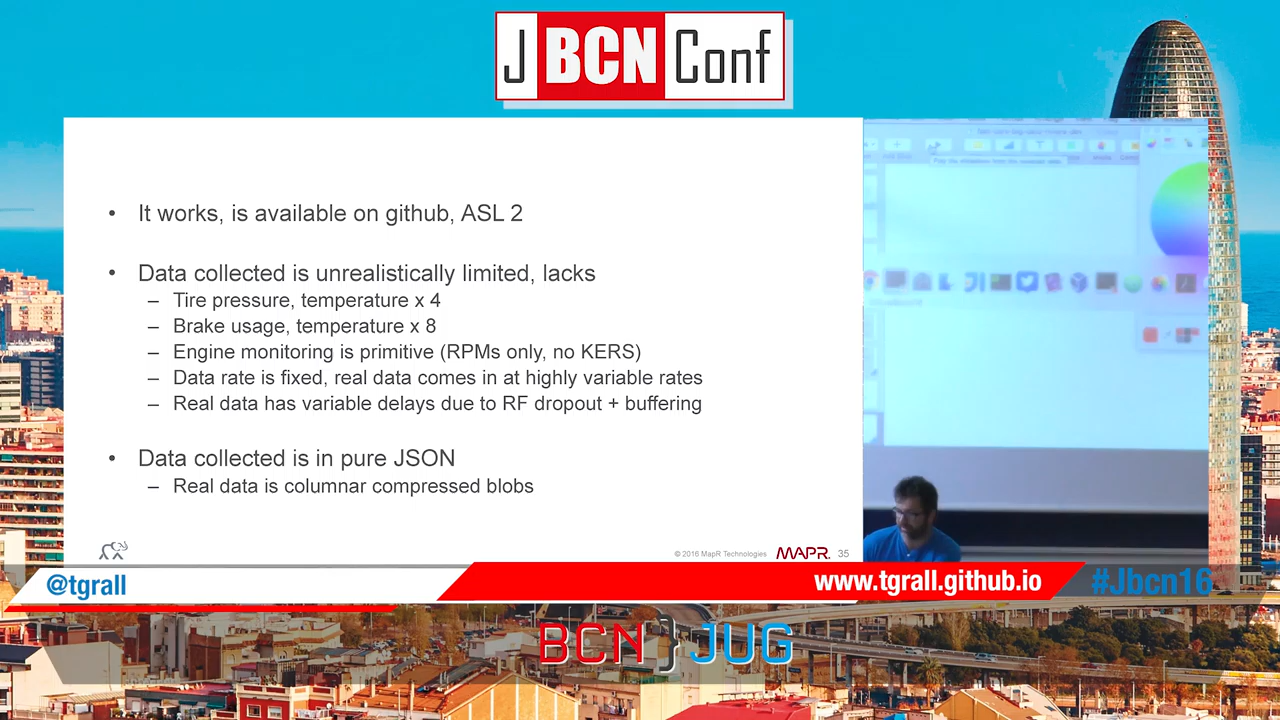 J BCN Conf
• It works, is available on github, ASL 2
• Data collected is unrealistically limited, lacks
– Tire pressure, temperature x 4
– Brake usage, temperature x 8
– Engine monitoring is primitive (RPMs only, no KERS)
– Data rate is fixed, real data comes in at highly variable rates
– Real data has variable delays due to RF dropout + buffering
• Data collected is in pure JSON
– Real data is columnar compressed blobs
© 2016 MapR Technologies MAPR. 35
@tgrall
www.tgrall.github.io
#Jbcn16
BCN JUG